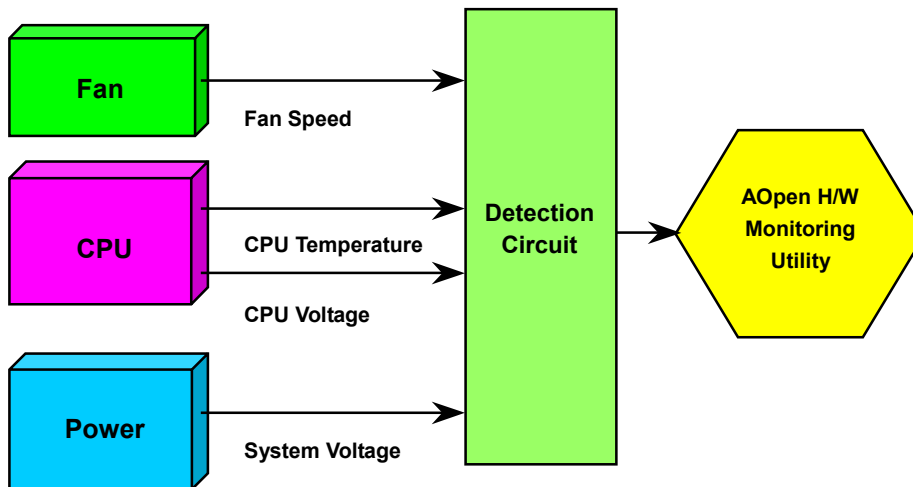 Fan
Fan Speed
CPU
CPU Temperature
CPU Voltage
Power
System Voltage
Detection
Circuit
AOpen H/W
Monitoring
Utility